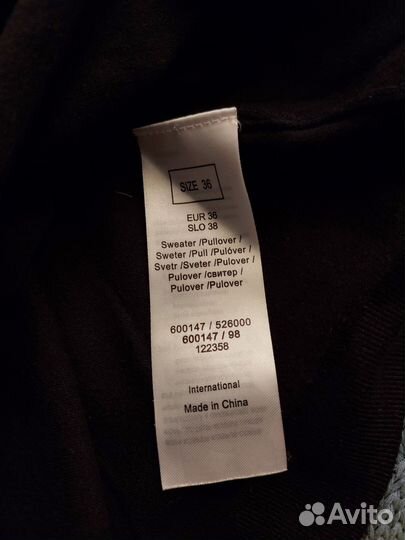 SIZE 36
EUR 36
SLO 38
Sweater /Pullover /
Sweter /Pull /Pulóver /
Svetr /Sveter /Pulover /
Pulover /свитер /
Pulover /Pulover
600147 / 526000
600147 / 98
122358
International
Made in China
Avito